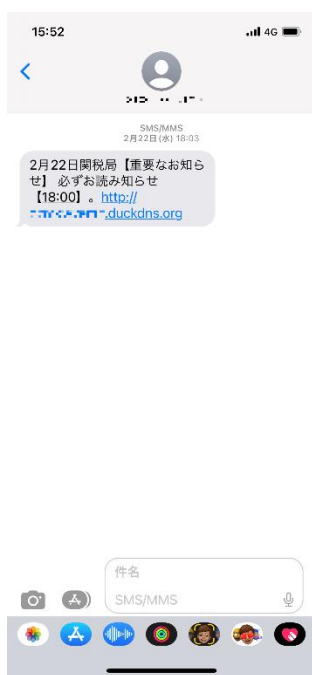 15:52
4G
SMS/MMS
2月22日(水) 18:03
2月22日関税局【重要なお知ら
せ】 必ずお読み知らせ
【18:00】。http://
.duckdns.org
件名
SMS/MMS